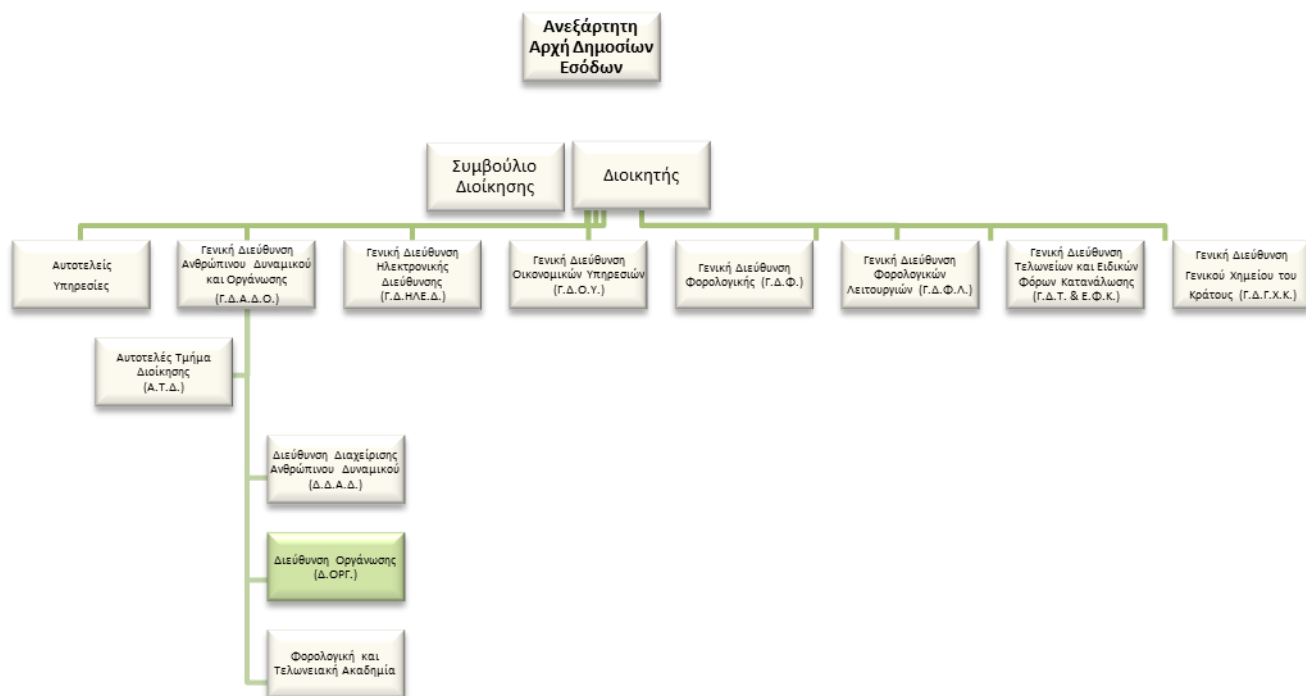 Ανεξάρτητη
Αρχή Δημοσίων
Εσόδων
Συμβούλιο
Διοίκησης
Διοικητής
Αυτοτελείς
Υπηρεσίες
Γενική Διεύθυνση
Ανθρώπινου Δυναμικού
και Οργάνωσης
(Γ.Δ.Α.Δ.Ο.)
Γενική Διεύθυνση
Ηλεκτρονικής
Διεύθυνσης
(Γ.Δ.ΗΛΕ.Δ.)
Γενική Διεύθυνση
Οικονομικών Υπηρεσιών
(Γ.Δ.Ο.Υ.)
Γενική Διεύθυνση
Φορολογικής (Γ.Δ.Φ.)
Γενική Διεύθυνση
Φορολογικών
Λειτουργιών (Γ.Δ.Φ.Λ.)
Γενική Διεύθυνση
Τελωνείων και Ειδικών
Φόρων Κατανάλωσης
(Γ.Δ.Τ. & Ε.Φ.Κ.)
Γενική Διεύθυνση
Γενικού Χημείου του
Κράτους (Γ.Δ.Γ.Χ.Κ.)
Αυτοτελές Τμήμα
Διοίκησης
(Α.Τ.Δ.)
Διεύθυνση Διαχείρισης
Ανθρώπινου Δυναμικού
(Δ.Δ.Α.Δ.)
Διεύθυνση Οργάνωσης
(Δ.ΟΡΓ.)
Φορολογική και
Τελωνειακή Ακαδημία